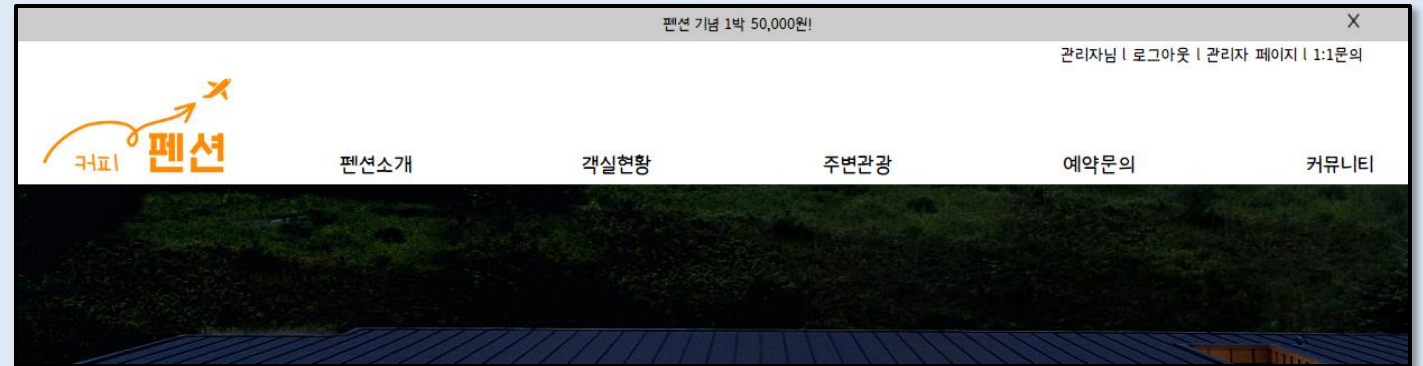 펜션 기념 1박 50,000원! X
관리자님 l 로그아웃 l 관리자 페이지 l 1:1문의
커피 펜션
펜션소개 객실현황 주변관광 예약문의 커뮤니티